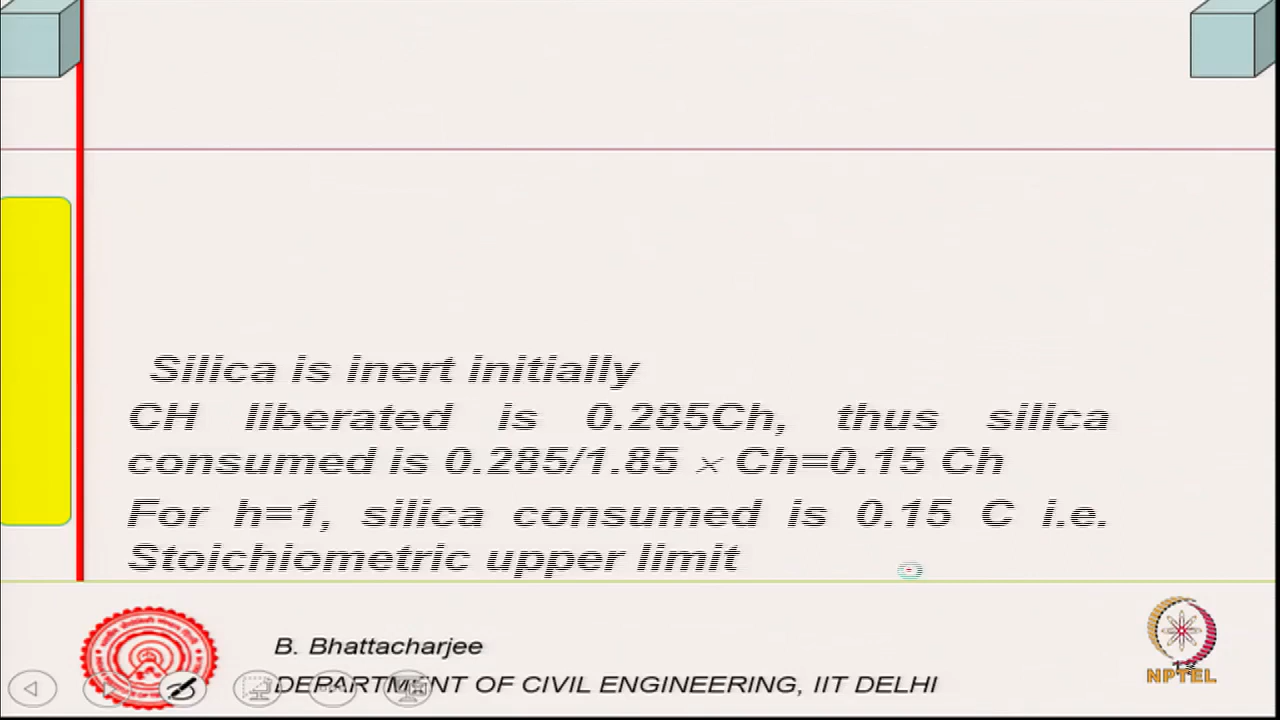 Silica is inert initially
CH liberated is 0.285Ch, thus silica
consumed is 0.285/1.85 × Ch=0.15 Ch
For h=1, silica consumed is 0.15 C i.e.
Stoichiometric upper limit
B. Bhattacharjee
DEPARTMENT OF CIVIL ENGINEERING, IIT DELHI
NPTEL